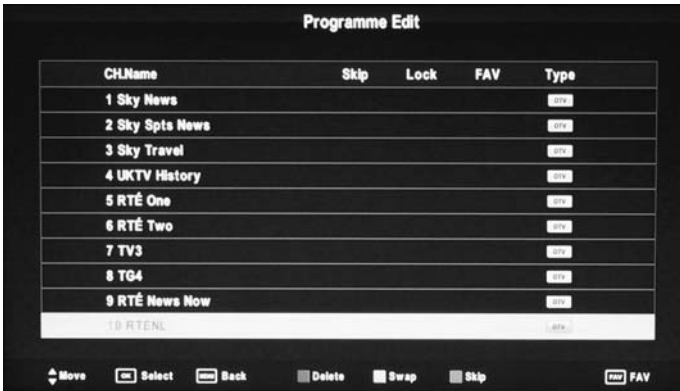 Programme Edit
CH.Name Skip Lock FAV Type
1 Sky News DTV
2 Sky Spts News DTV
3 Sky Travel DTV
4 UKTV History DTV
5 RTÉ One DTV
6 RTÉ Two DTV
7 TV3 DTV
8 TG4 DTV
9 RTÉ News Now DTV
10 RTENL DTV
Move OK Select MENU Back Delete Swap Skip FAV FAV